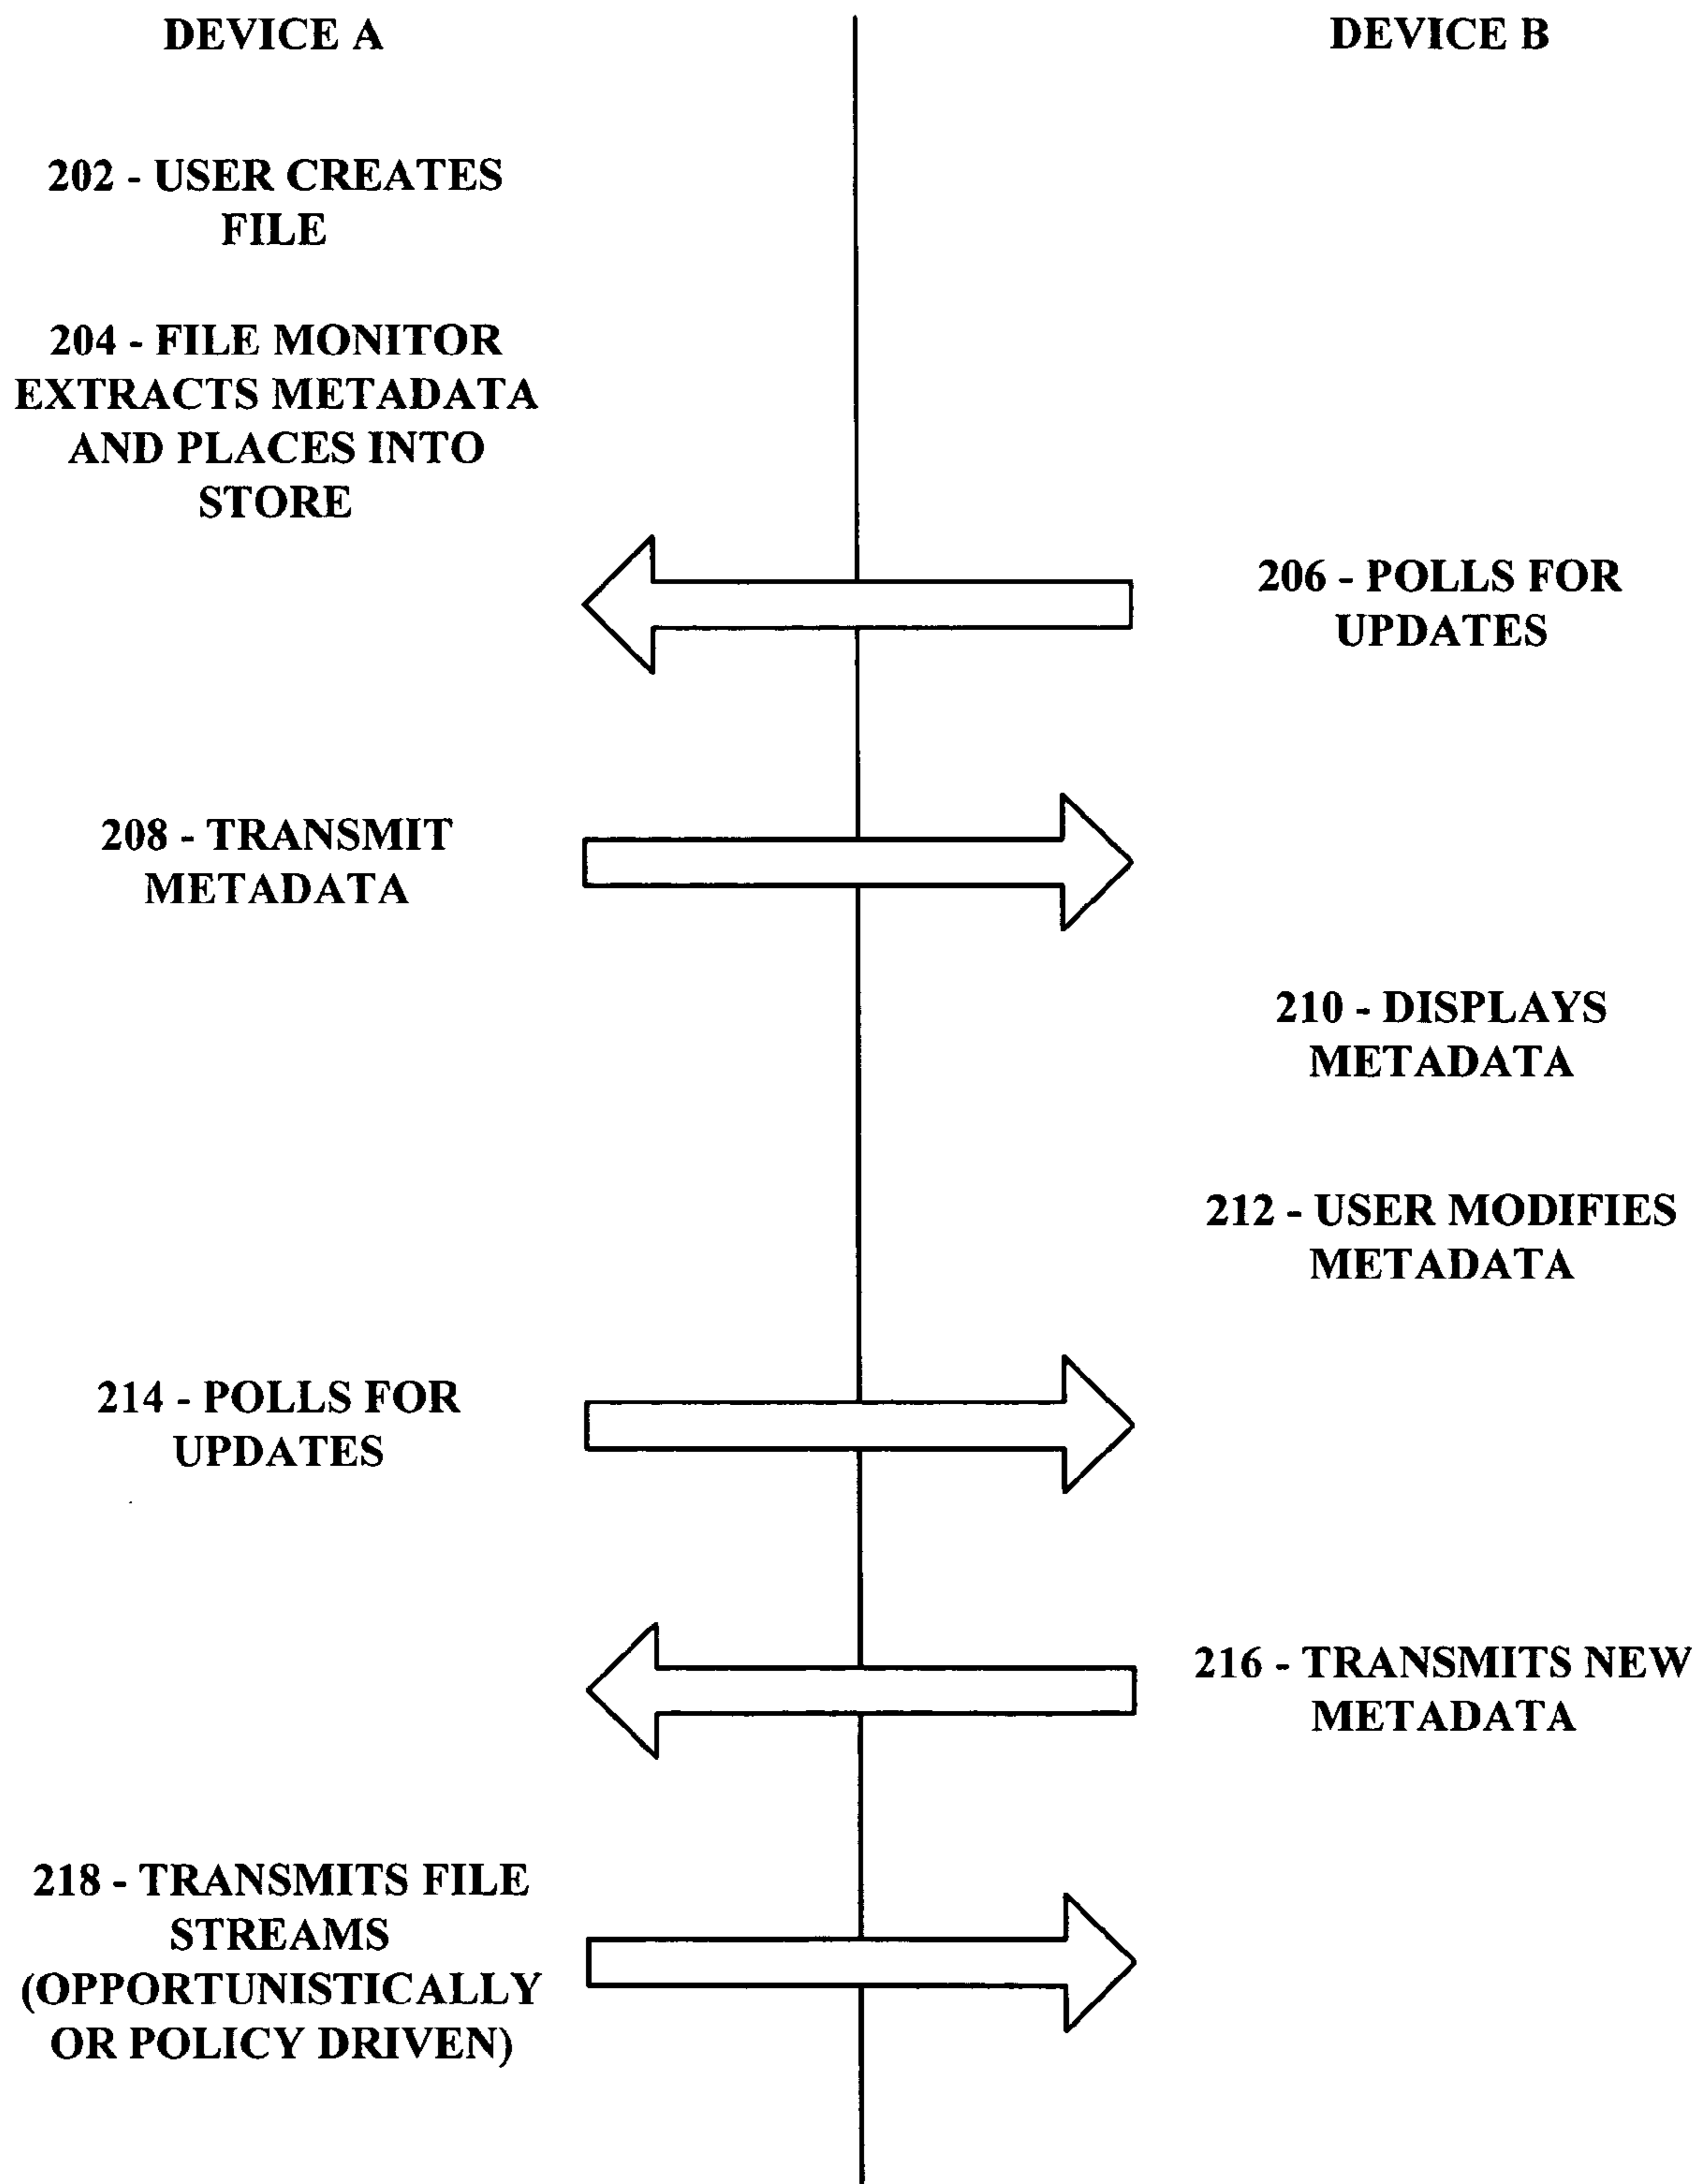 DEVICE A
DEVICE B
202 - USER CREATES
FILE
204 - FILE MONITOR
EXTRACTS METADATA
AND PLACES INTO
STORE
206 - POLLS FOR
UPDATES
208 - TRANSMIT
METADATA
210 - DISPLAYS
METADATA
212 - USER MODIFIES
METADATA
214 - POLLS FOR
UPDATES
216 - TRANSMITS NEW
METADATA
218 - TRANSMITS FILE
STREAMS
(OPPORTUNISTICALLY
OR POLICY DRIVEN)